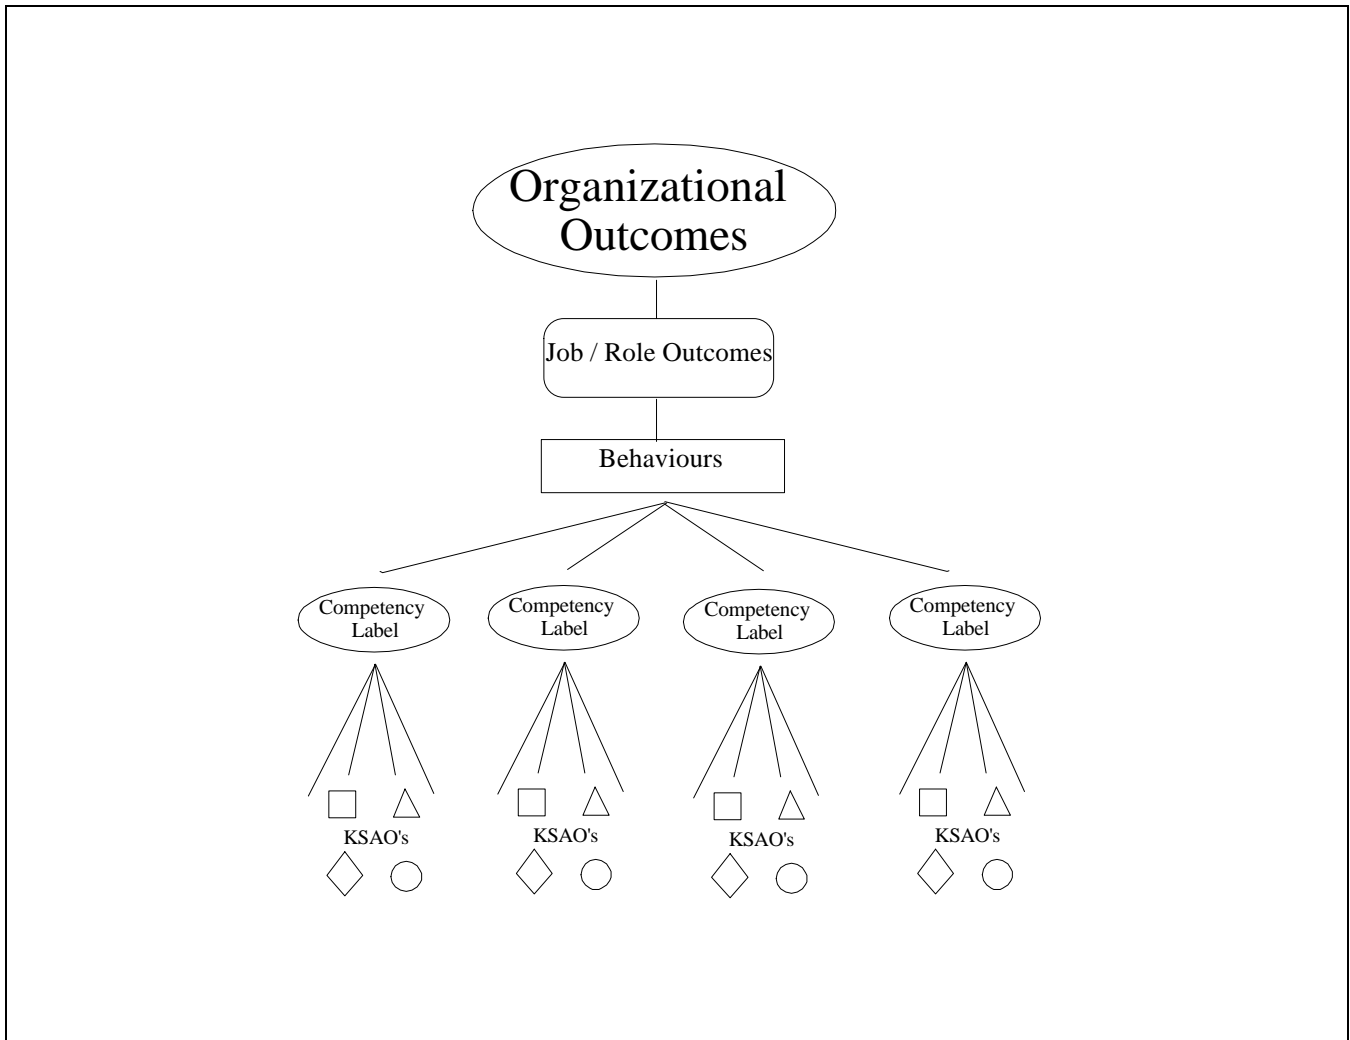 Organizational
Outcomes
Job / Role Outcomes
Behaviours
Competency
Label
Competency
Label
Competency
Label
Competency
Label
KSAO's
KSAO's
KSAO's
KSAO's